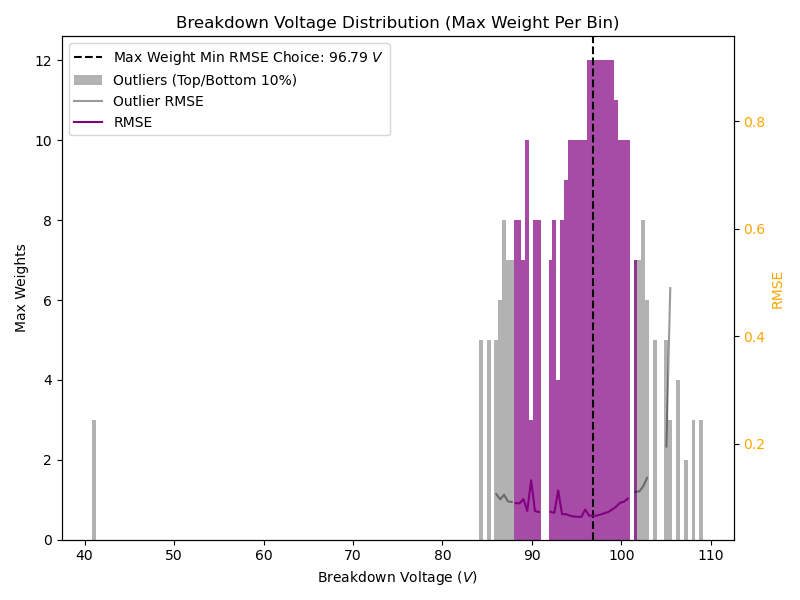 Breakdown Voltage Distribution (Max Weight Per Bin)
Max Weight Min RMSE Choice: 96.79 V
Outliers (Top/Bottom 10%)
Outlier RMSE
RMSE
Max Weights
12
10
8
6
4
2
0
0.8
0.6
0.4
0.2
RMSE
40 50 60 70 80 90 100 110
Breakdown Voltage (V)